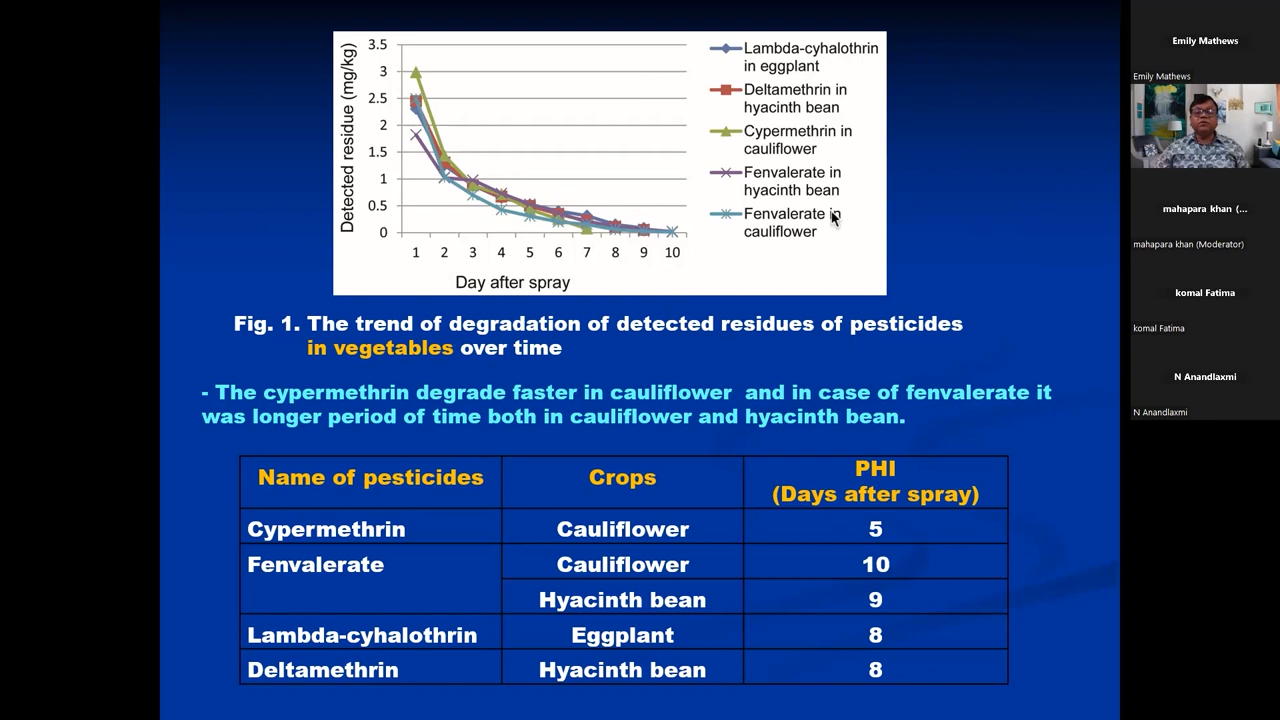 3.5
3
2.5
2
1.5
1
0.5
0
Detected residue (mg/kg)
1 2 3 4 5 6 7 8 9 10
Day after spray
Lambda-cyhalothrin
in eggplant
Deltamethrin in
hyacinth bean
Cypermethrin in
cauliflower
Fenvalerate in
hyacinth bean
Fenvalerate in
cauliflower
Fig. 1. The trend of degradation of detected residues of pesticides
in vegetables over time
- The cypermethrin degrade faster in cauliflower and in case of fenvalerate it
was longer period of time both in cauliflower and hyacinth bean.
Name of pesticides Crops PHI
(Days after spray)
Cypermethrin Cauliflower 5
Fenvalerate Cauliflower 10
Hyacinth bean 9
Lambda-cyhalothrin Eggplant 8
Deltamethrin Hyacinth bean 8
Emily Mathews
Emily Mathews
mahapara khan (...
mahapara khan (Moderator)
komal Fatima
komal Fatima
N Anandlaxmi
N Anandlaxmi